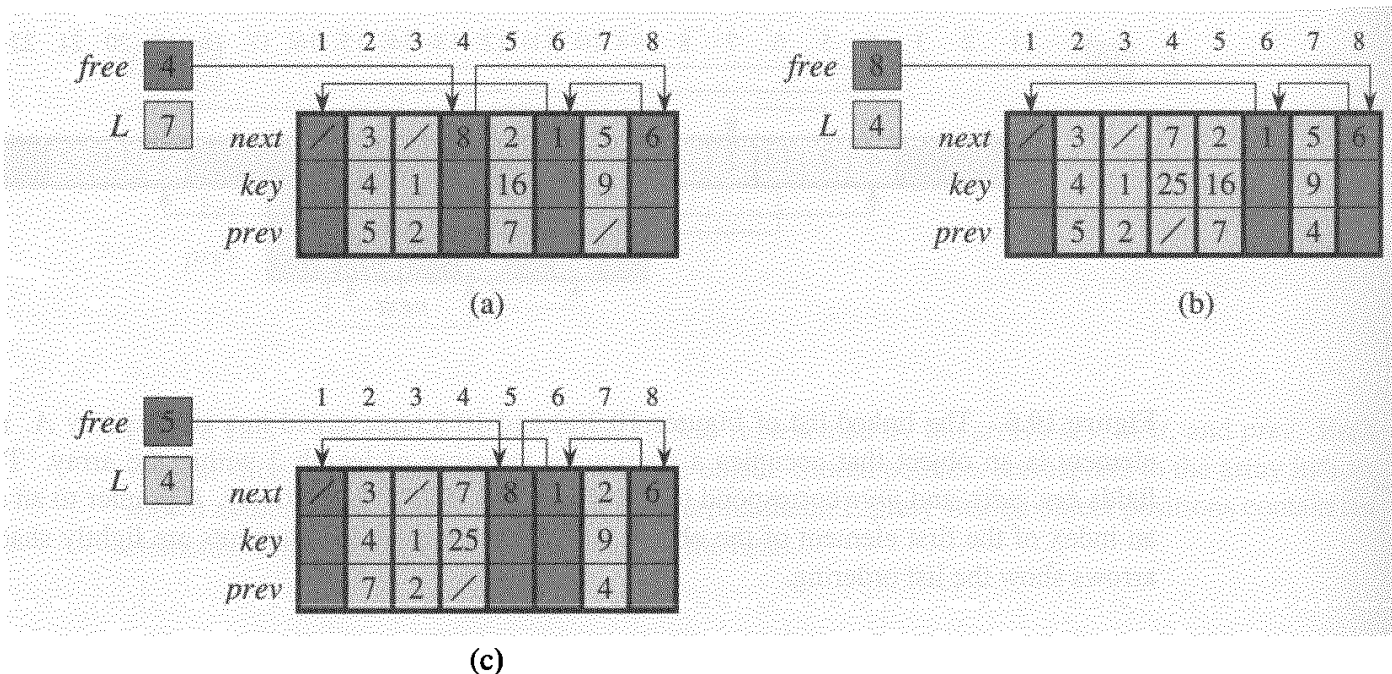 1 2 3 4 5 6 7 8
free 4
L 7
next / 3 / 8 2 1 5 6
key 4 1 16 9
prev 5 2 7 /
(a)
1 2 3 4 5 6 7 8
free 8
L 4
next / 3 / 7 2 1 5 6
key 4 1 25 16 9
prev 5 2 / 7 4
(b)
1 2 3 4 5 6 7 8
free 5
L 4
next / 3 / 7 8 1 2 6
key 4 1 25 9
prev 7 2 / 4
(c)